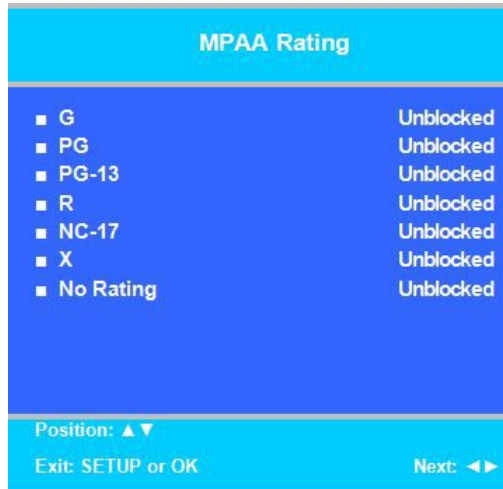 MPAA Rating
■ G Unblocked
■ PG Unblocked
■ PG-13 Unblocked
■ R Unblocked
■ NC-17 Unblocked
■ X Unblocked
■ No Rating Unblocked
Position: ▲▼
Exit: SETUP or OK Next: ◄►